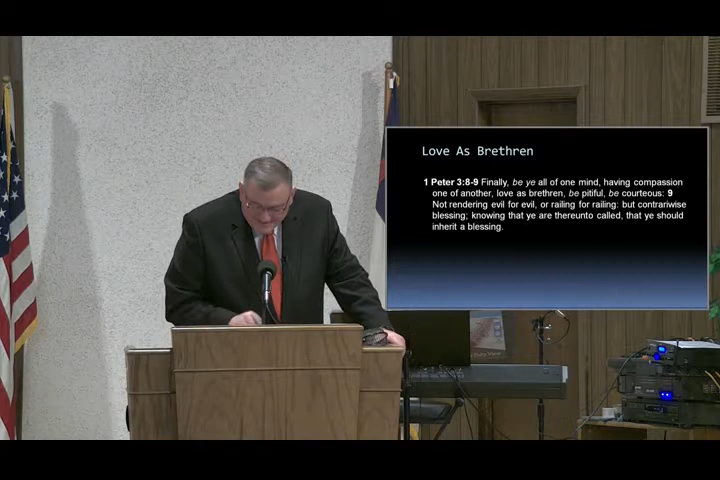 Love As Brethren
1 Peter 3:8-9 Finally, be ye all of one mind, having compassion
one of another, love as brethren, be pitiful, be courteous: 9
Not rendering evil for evil, or railing for railing: but contrariwise
blessing; knowing that ye are thereunto called, that ye should
inherit a blessing.